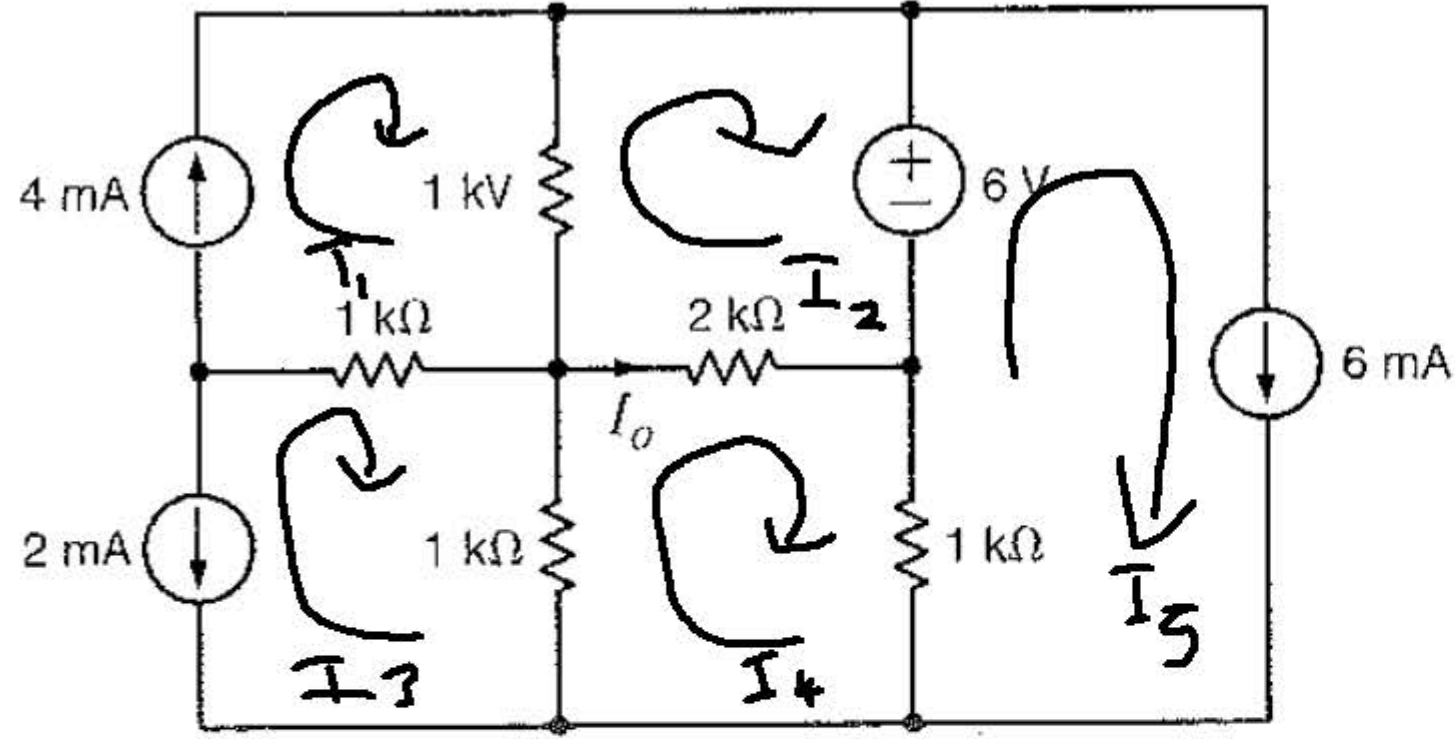 4 mA
1 kV
+
−
6 V
I1
I2
1 kΩ
2 kΩ
6 mA
Io
2 mA
1 kΩ
1 kΩ
I3
I4
I5